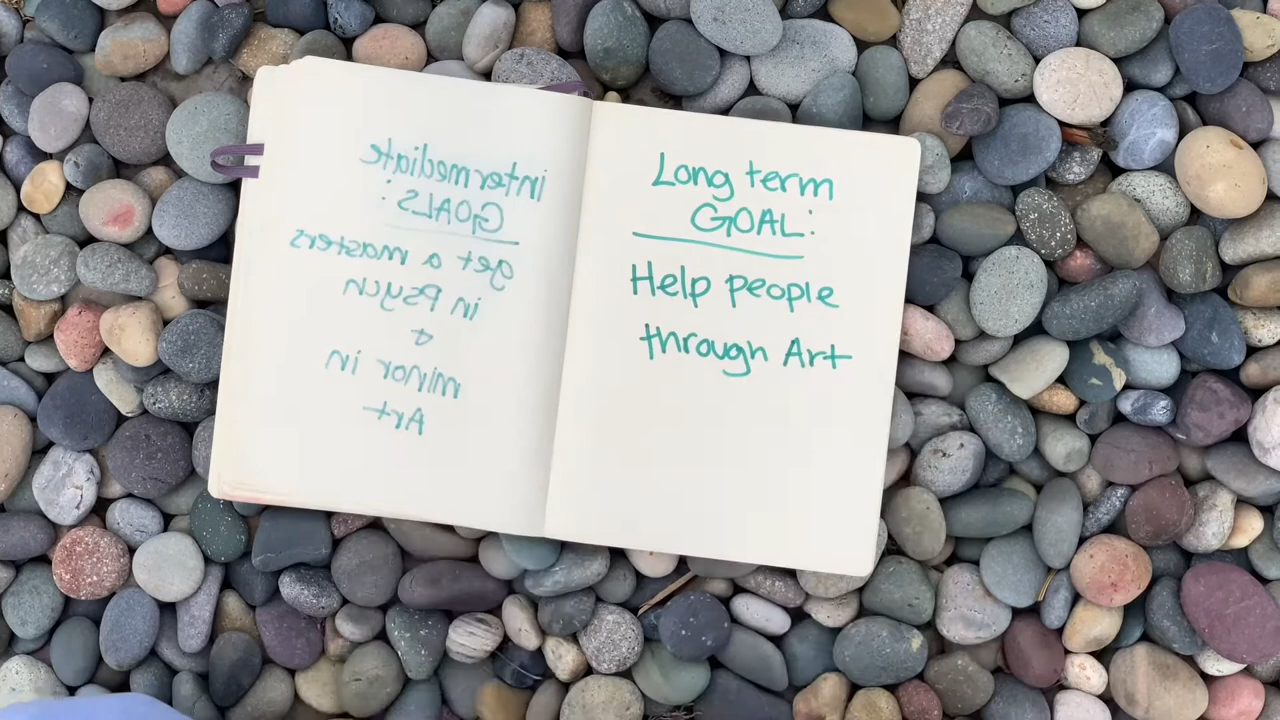 intermediate
GOALS:
get a masters
in Psych
&
minor in
Art
Long term
GOAL:
Help people
through Art